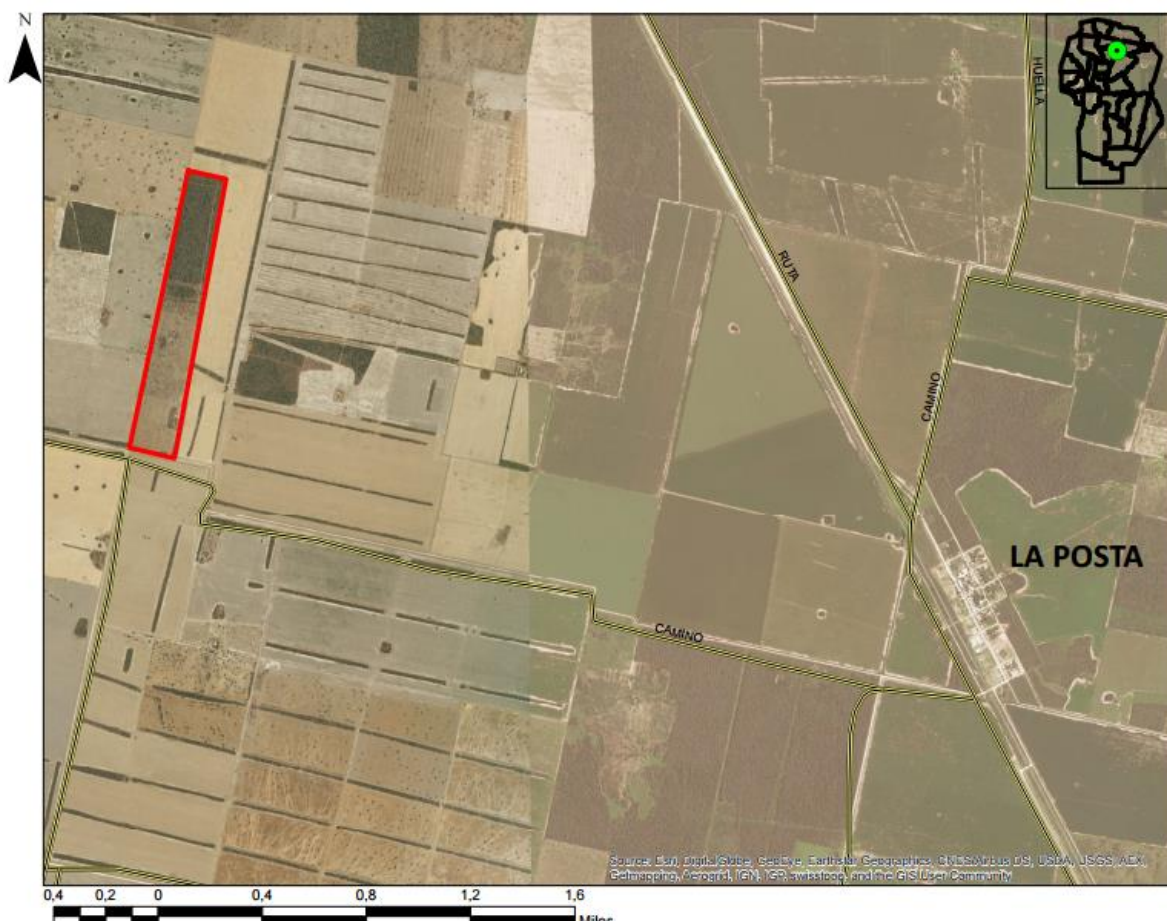 N
HUELLA
RUTA
CAMINO
LA POSTA
CAMINO
Source: Esri, DigitalGlobe, GeoEye, Earthstar Geographics, CNES/Airbus DS, USDA, USGS, AEX,
Getmapping, Aerogrid, IGN, IGP, swisstopo, and the GIS User Community
0,4 0,2 0 0,4 0,8 1,2 1,6
Miles